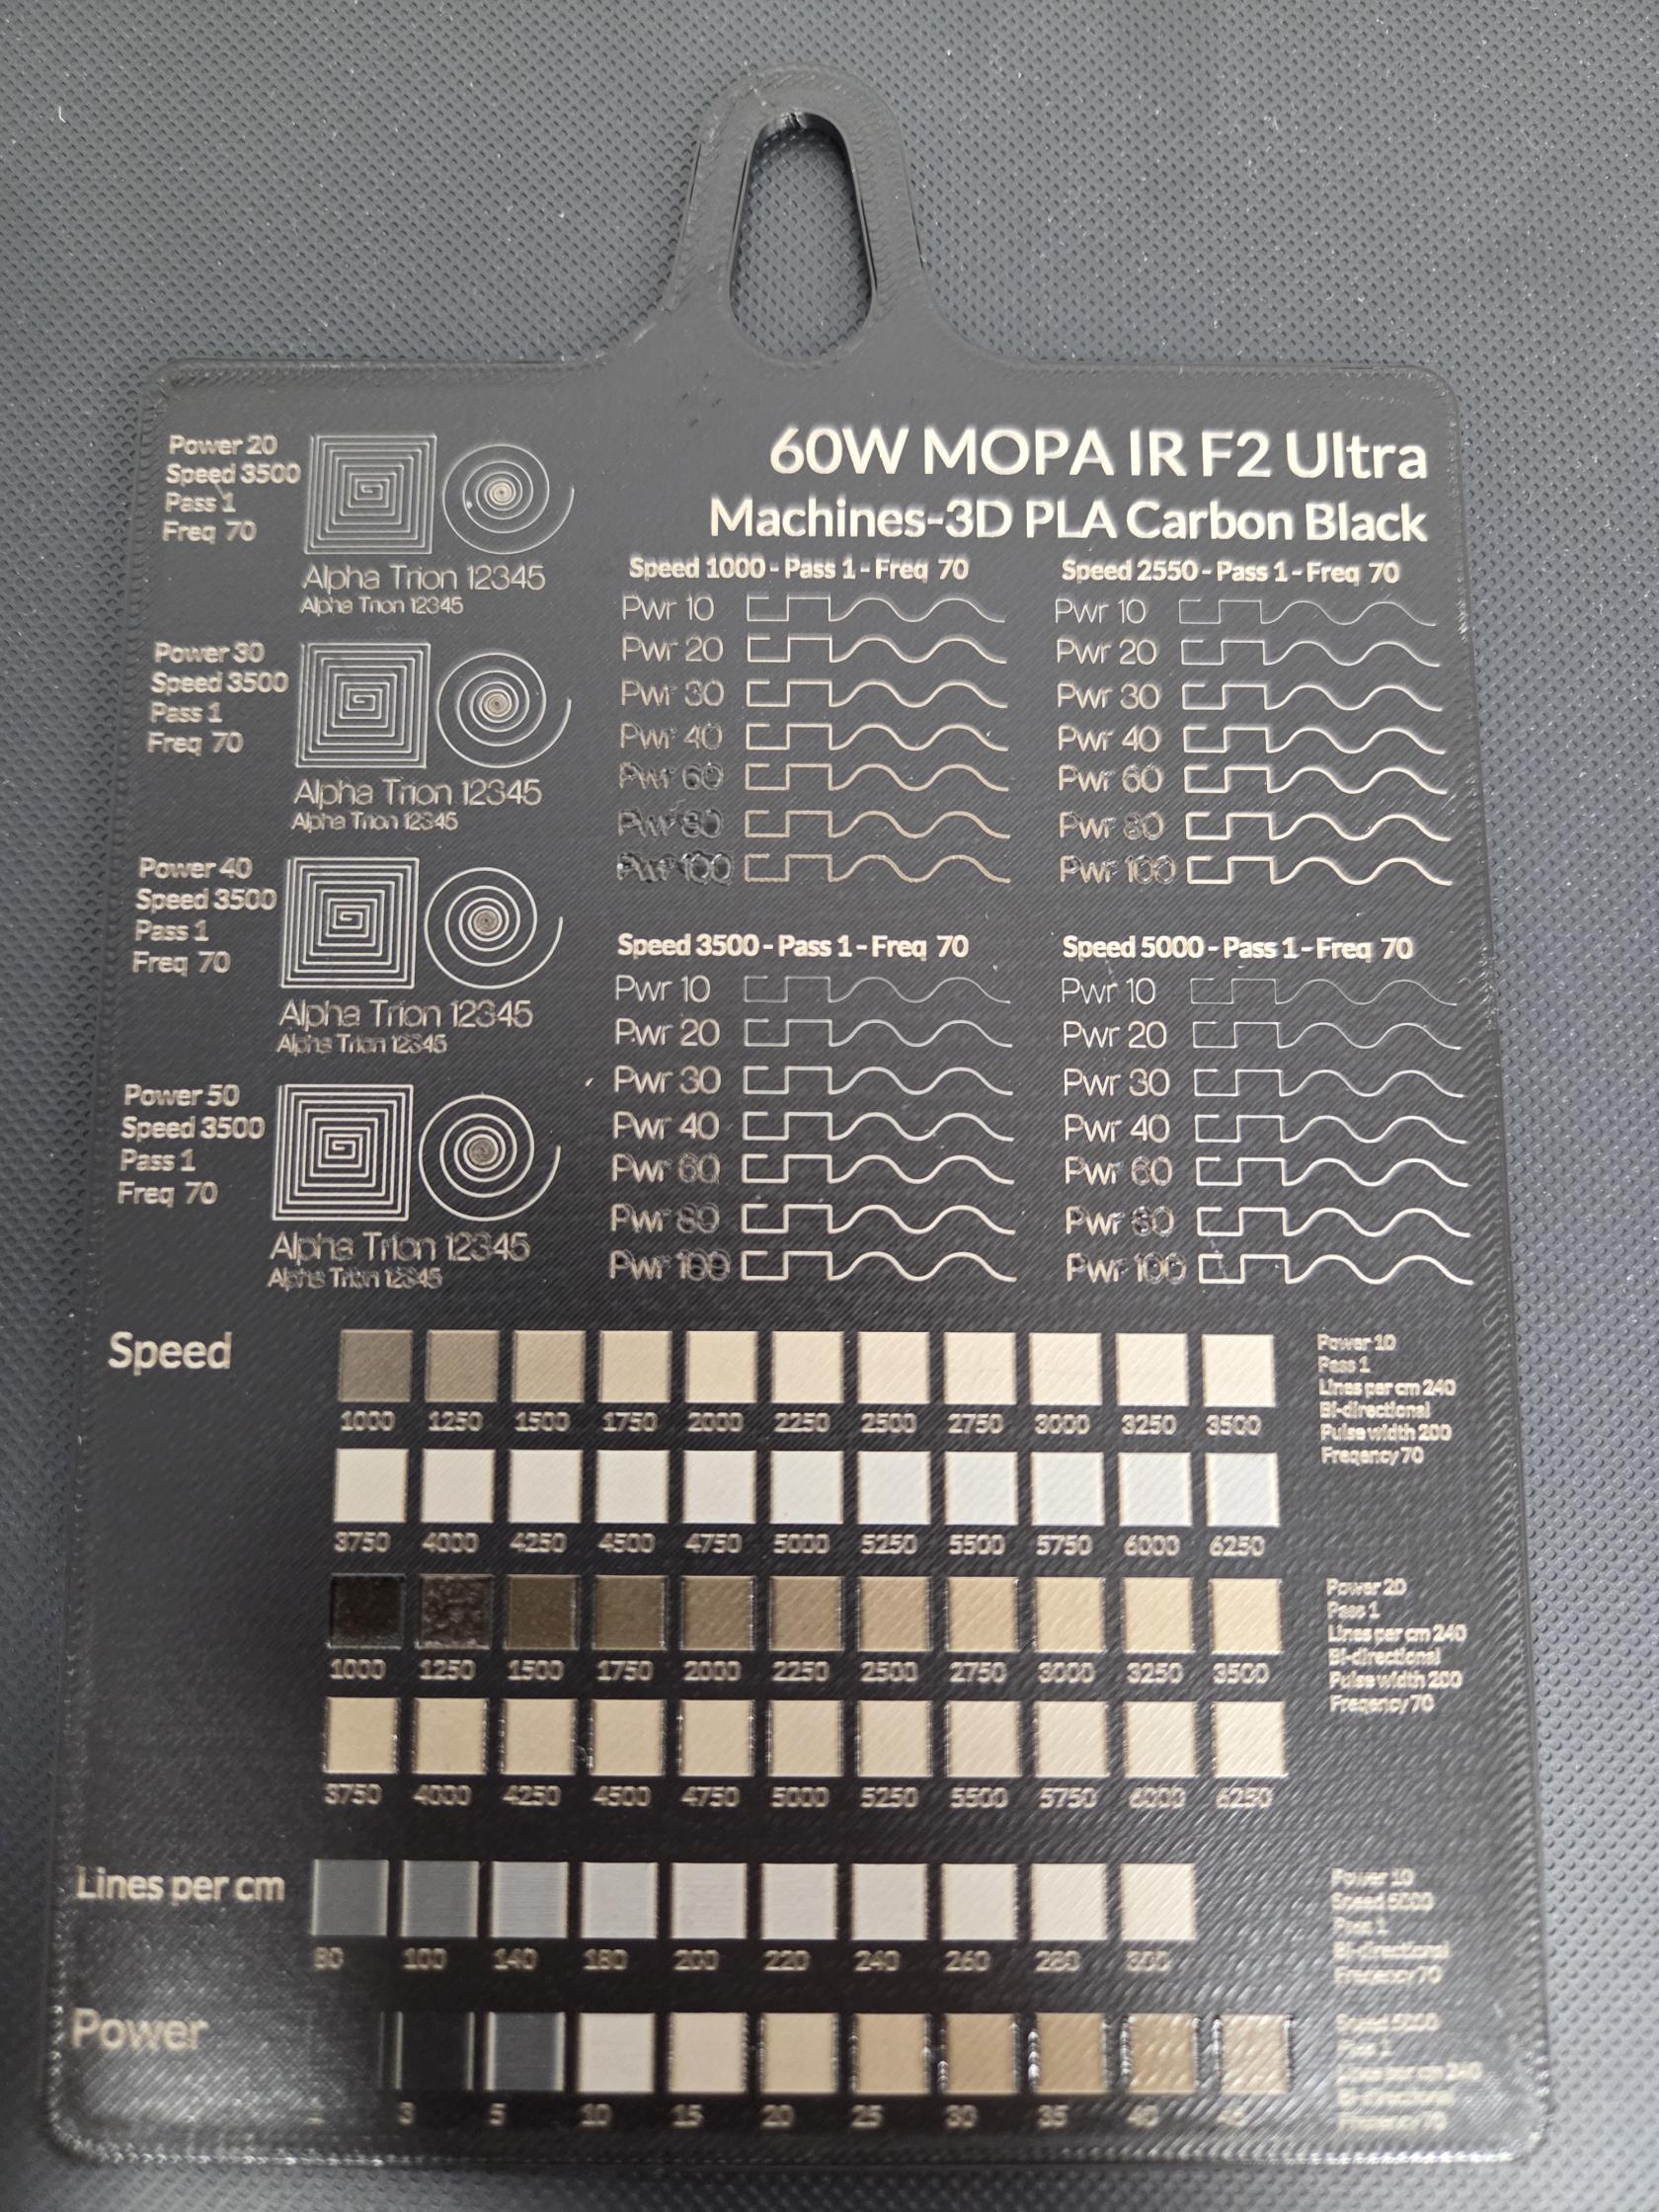 60W MOPA IR F2 Ultra
Machines-3D PLA Carbon Black
Power 20
Speed 3500
Pass 1
Freq 70
Alpha Trion 12345
Alpha Trion 12345
Power 30
Speed 3500
Pass 1
Freq 70
Alpha Trion 12345
Alpha Trion 12345
Power 40
Speed 3500
Pass 1
Freq 70
Alpha Trion 12345
Alpha Trion 12345
Power 50
Speed 3500
Pass 1
Freq 70
Alpha Trion 12345
Alpha Trion 12345
Speed 1000 - Pass 1 - Freq 70
Pwr 10
Pwr 20
Pwr 30
Pwr 40
Pwr 60
Pwr 80
Pwr 100
Speed 2550 - Pass 1 - Freq 70
Pwr 10
Pwr 20
Pwr 30
Pwr 40
Pwr 60
Pwr 80
Pwr 100
Speed 3500 - Pass 1 - Freq 70
Pwr 10
Pwr 20
Pwr 30
Pwr 40
Pwr 60
Pwr 80
Pwr 100
Speed 5000 - Pass 1 - Freq 70
Pwr 10
Pwr 20
Pwr 30
Pwr 40
Pwr 60
Pwr 80
Pwr 100
Speed
1000 1250 1500 1750 2000 2250 2500 2750 3000 3250 3500
3750 4000 4250 4500 4750 5000 5250 5500 5750 6000 6250
Power 10
Pass 1
Lines per cm 240
Bi-directional
Pulse width 200
Freqency 70
1000 1250 1500 1750 2000 2250 2500 2750 3000 3250 3500
3750 4000 4250 4500 4750 5000 5250 5500 5750 6000 6250
Power 20
Pass 1
Lines per cm 240
Bi-directional
Pulse width 200
Freqency 70
Lines per cm
80 100 140 180 200 220 240 260 280 300
Power 10
Speed 5000
Pass 1
Bi-directional
Freqency 70
Power
1 3 5 10 15 20 25 30 35 40 45
Speed 5000
Lines per cm 240
Bi-directional
Freqency 70